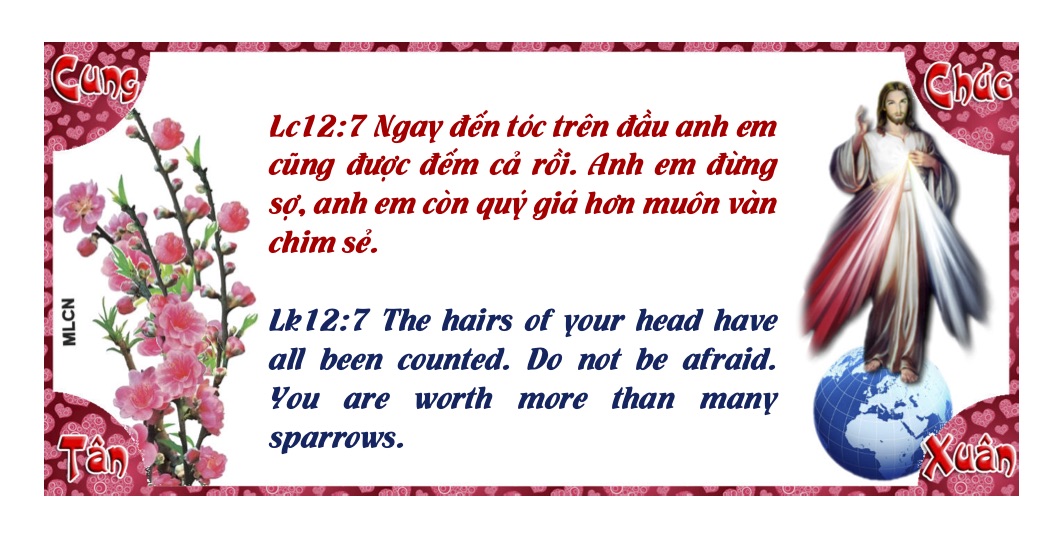 Cung
Chúc
Lc12:7 Ngay đến tóc trên đầu anh em
cũng được đếm cả rồi. Anh em đừng
sợ, anh em còn quý giá hơn muôn vàn
chim sẻ.
MLCN
Lk12:7 The hairs of your head have
all been counted. Do not be afraid.
You are worth more than many
sparrows.
Tân
Xuân